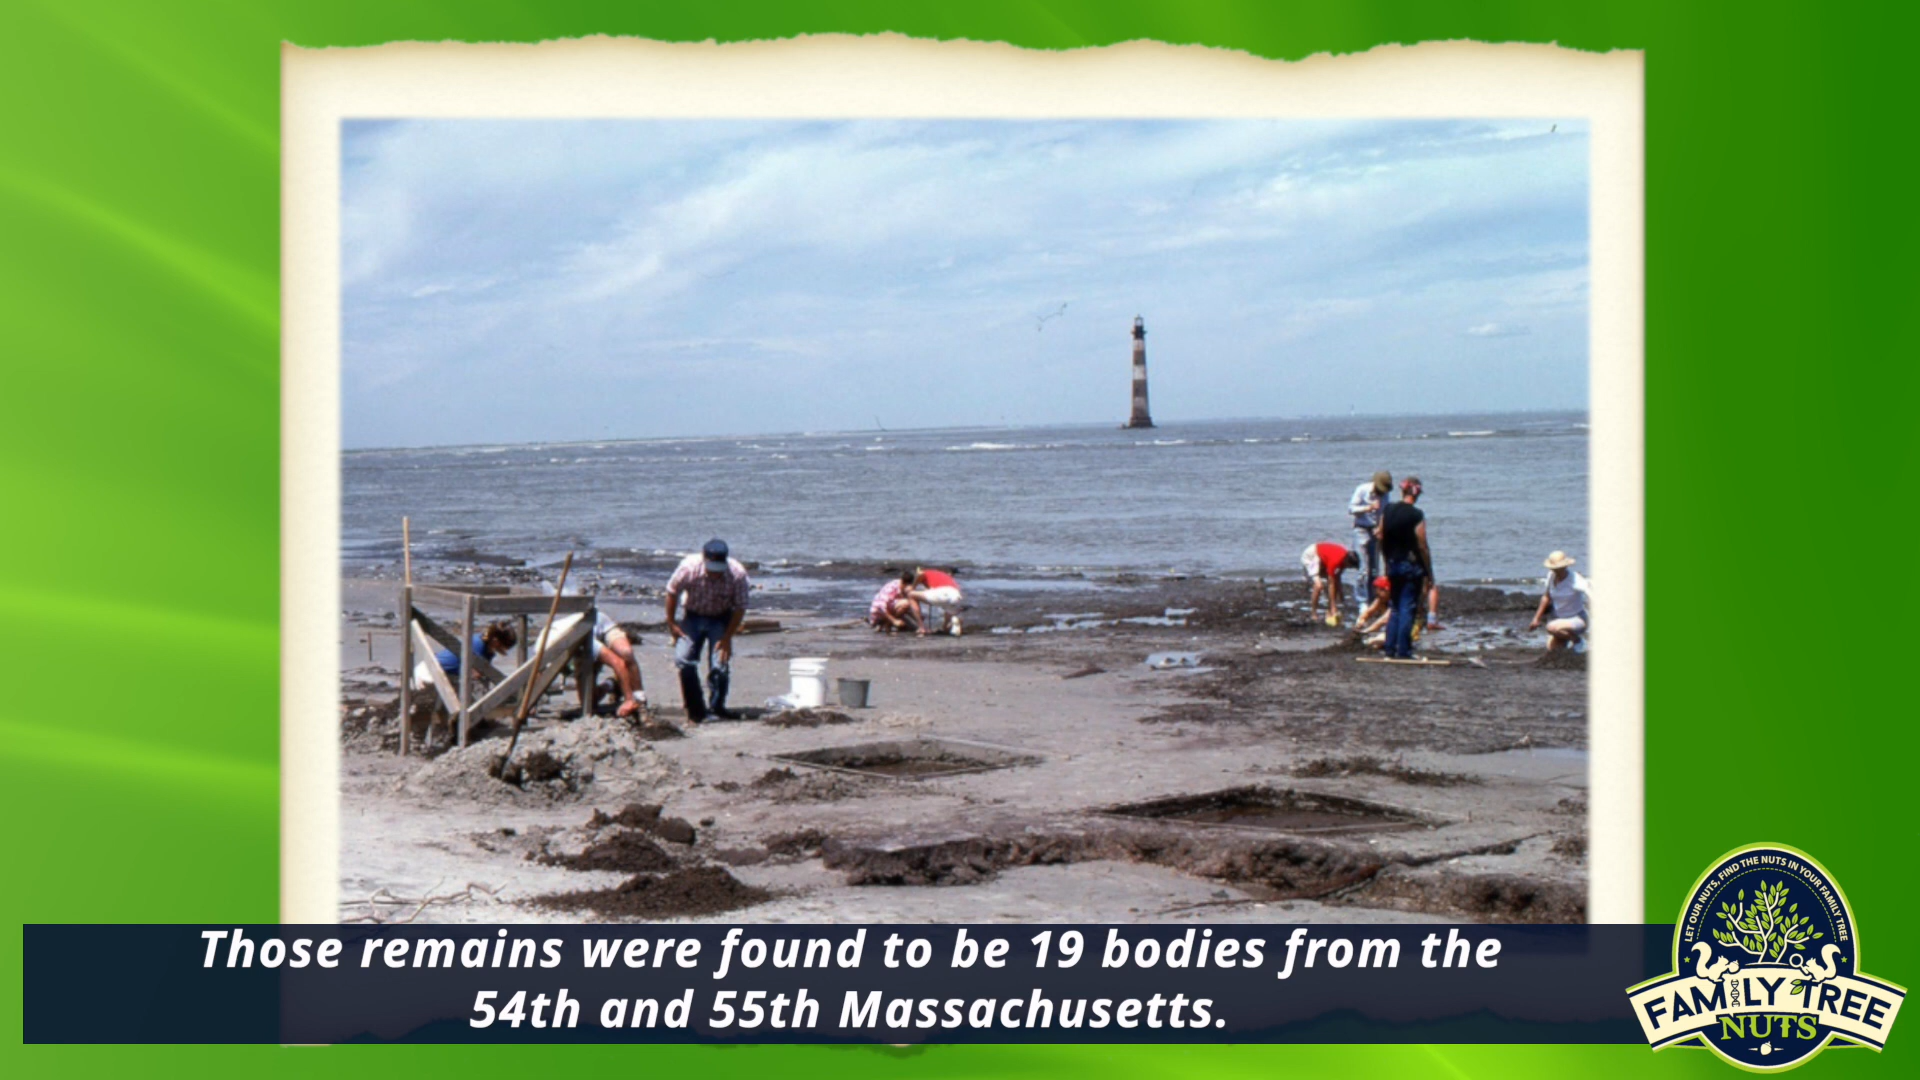 Those remains were found to be 19 bodies from the
54th and 55th Massachusetts.
LET OUR NUTS, FIND THE NUTS IN YOUR FAMILY TREE
FAMILY TREE
NUTS